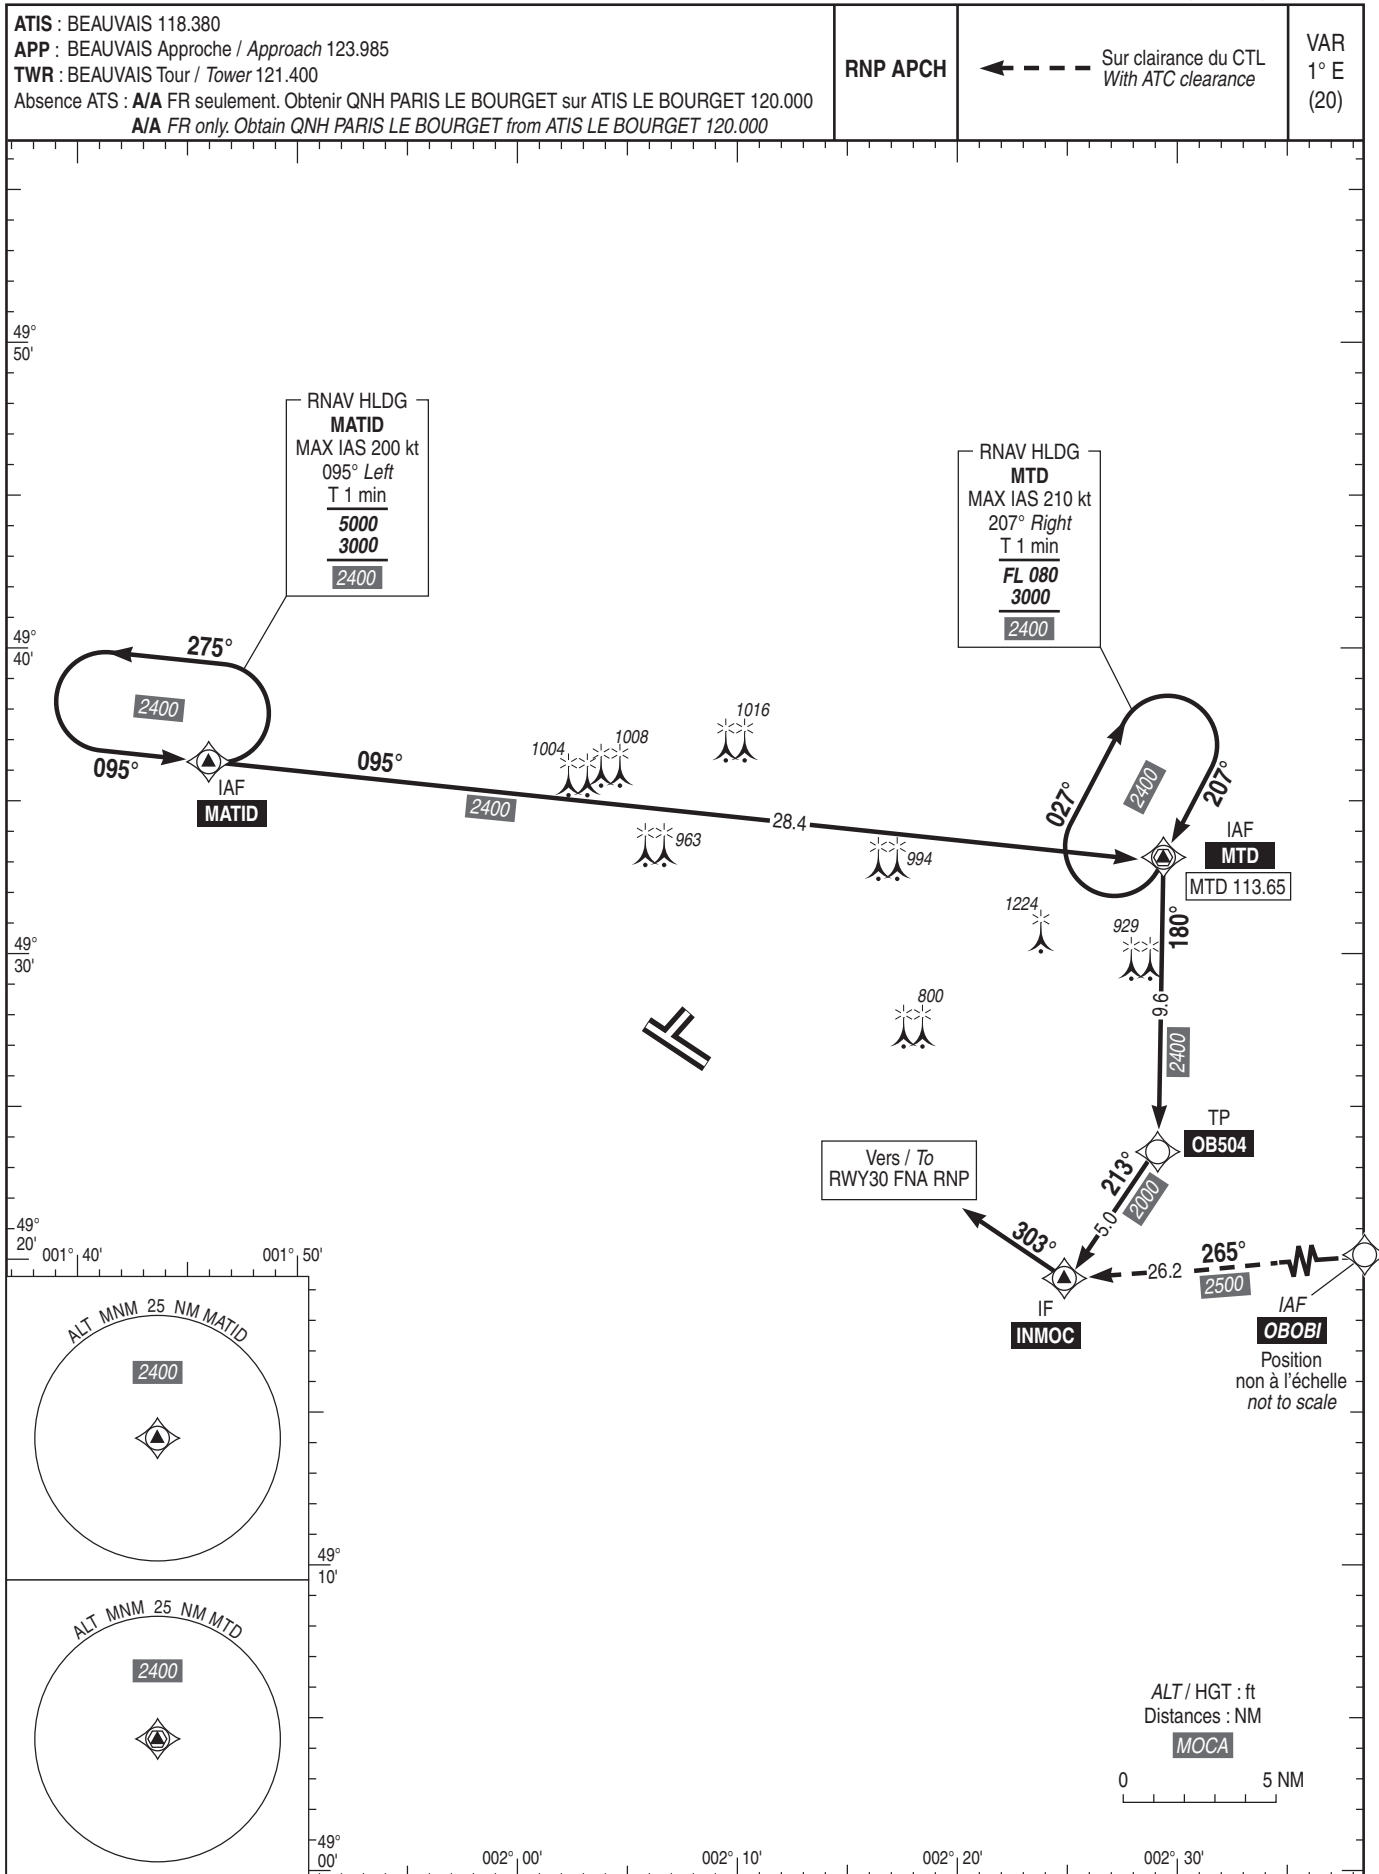 ATIS : BEAUVAIS 118.380
APP : BEAUVAIS Approche / Approach 123.985
TWR : BEAUVAIS Tour / Tower 121.400
Absence ATS : A/A FR seulement. Obtenir QNH PARIS LE BOURGET sur ATIS LE BOURGET 120.000
A/A FR only. Obtain QNH PARIS LE BOURGET from ATIS LE BOURGET 120.000
RNP APCH
Sur clairance du CTL
With ATC clearance
VAR
1° E
(20)
49°
50'
RNAV HLDG
MATID
MAX IAS 200 kt
095° Left
T 1 min
5000
3000
2400
RNAV HLDG
MTD
MAX IAS 210 kt
207° Right
T 1 min
FL 080
3000
2400
49°
40'
275°
2400
095°
IAF
MATID
095°
2400
28.4
1004
1008
1016
963
994
1224
929
800
027°
2400
207°
IAF
MTD
MTD 113.65
180°
9.6
2400
49°
30'
TP
OB504
213°
2000
5.0
Vers / To
RWY30 FNA RNP
303°
IF
INMOC
26.2
265°
2500
IAF
OBOBI
Position
non à l'échelle
not to scale
49°
20'
001° 40'
001° 50'
ALT MNM 25 NM MATID
2400
49°
10'
ALT MNM 25 NM MTD
2400
ALT / HGT : ft
Distances : NM
MOCA
0
5 NM
49°
00'
002° 00'
002° 10'
002° 20'
002° 30'